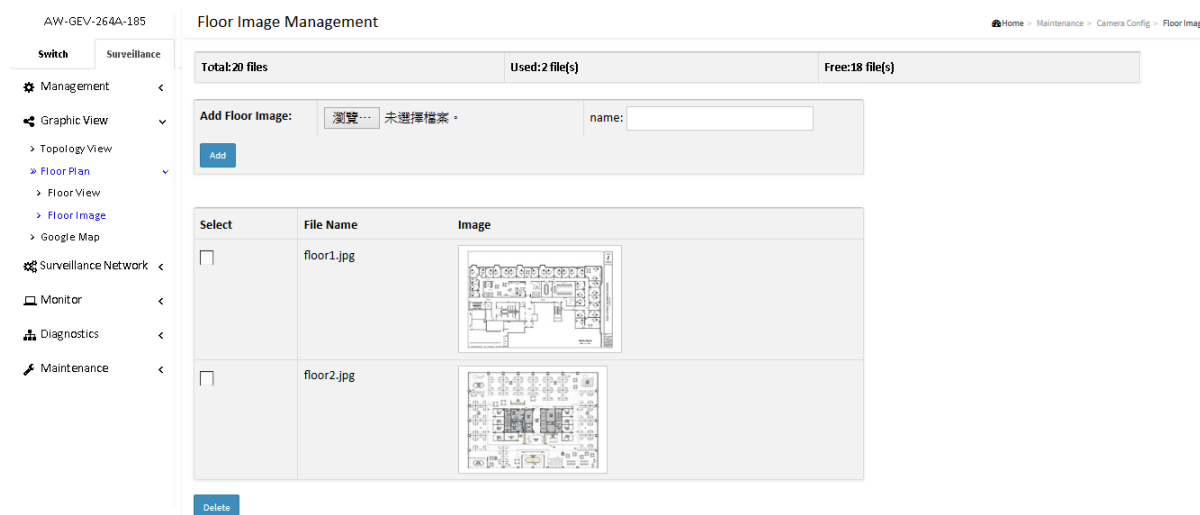 AW-GEV-264A-185
Floor Image Management
Home > Maintenance > Camera Config > Floor Imag
Switch
Surveillance
Management
Graphic View
> Topology View
» Floor Plan
> Floor View
> Floor Image
> Google Map
Surveillance Network
Monitor
Diagnostics
Maintenance
Total:20 files
Used:2 file(s)
Free:18 file(s)
Add Floor Image:
瀏覽… 未選擇檔案。
name:
Add
Select File Name Image
floor1.jpg
floor2.jpg
Delete